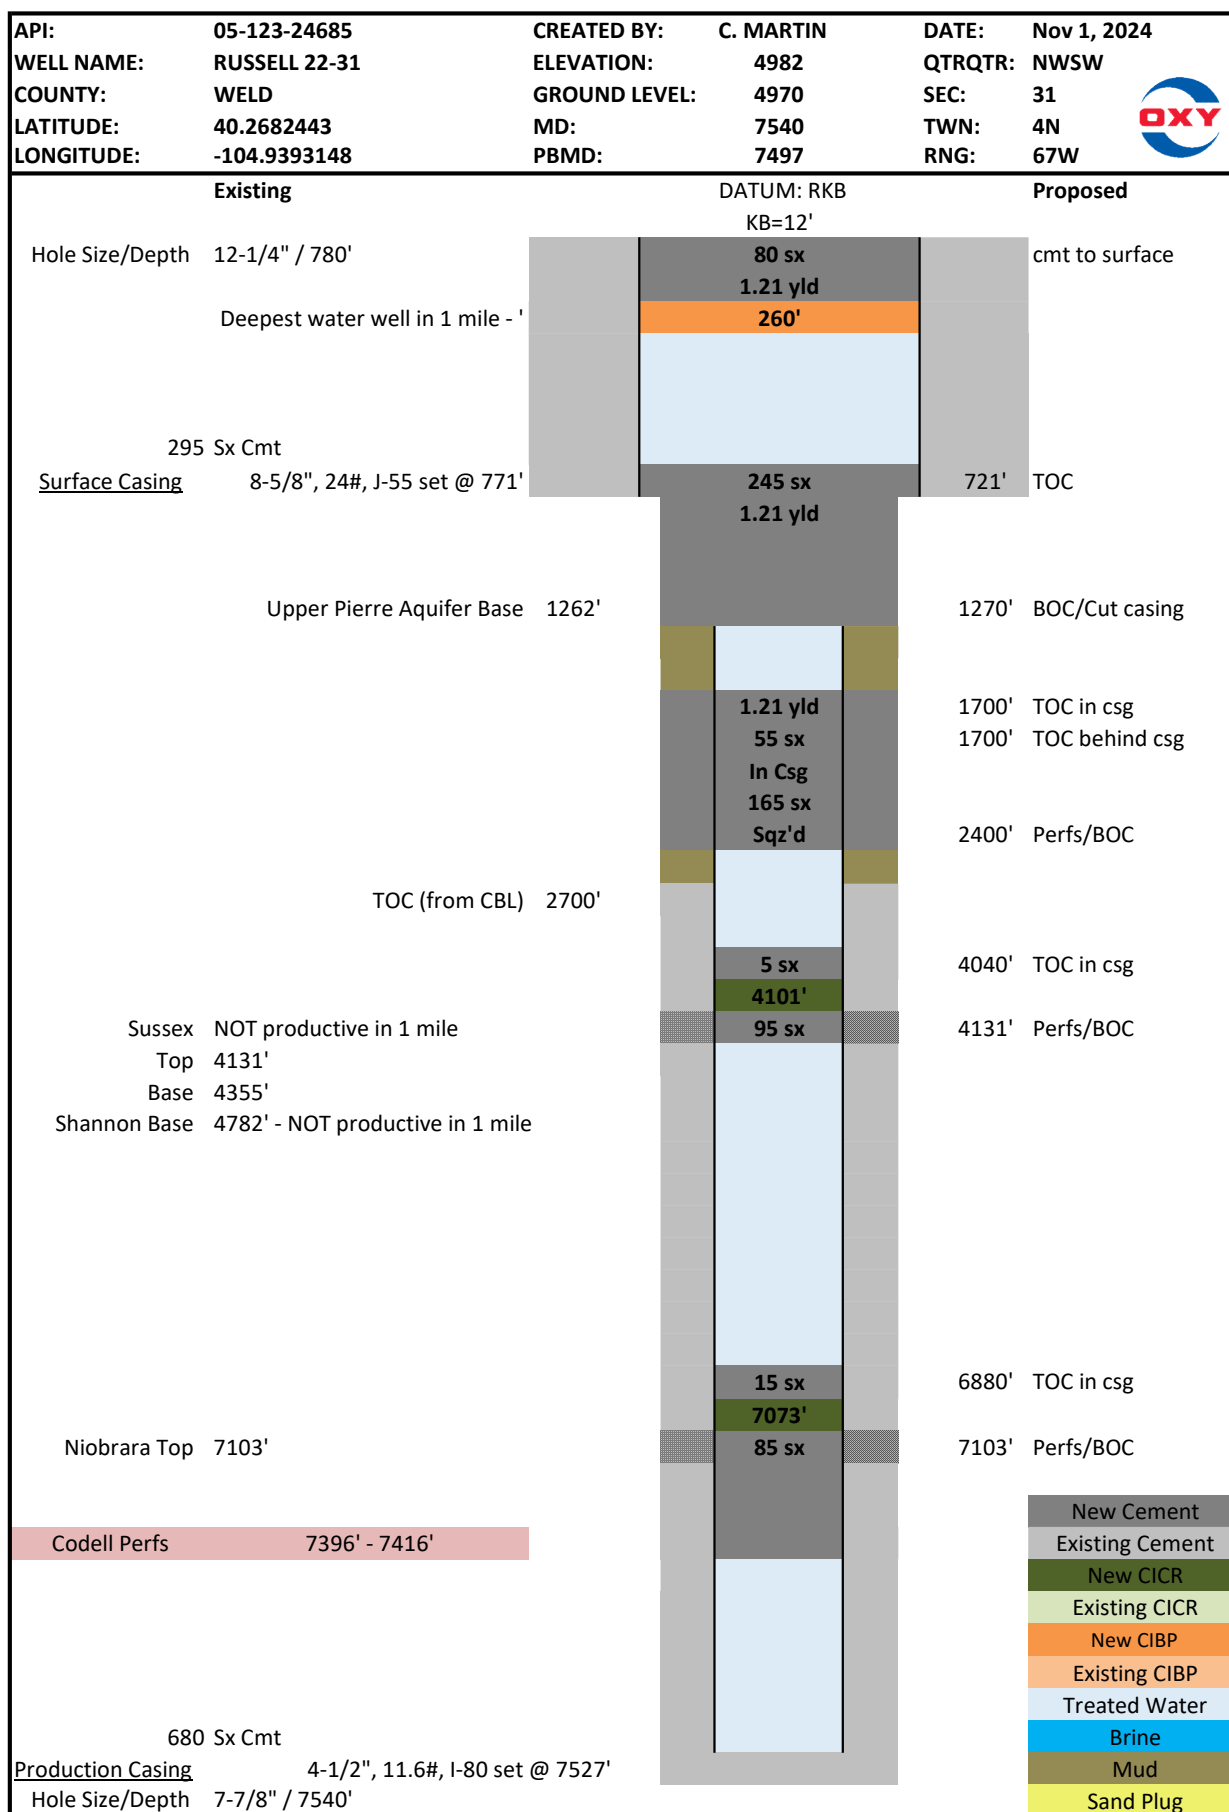 API: 05-123-24685 CREATED BY: C. MARTIN DATE: Nov 1, 2024
WELL NAME: RUSSELL 22-31 ELEVATION: 4982 QTRQTR: NWSW
COUNTY: WELD GROUND LEVEL: 4970 SEC: 31
OXY
LATITUDE: 40.2682443 MD: 7540 TWN: 4N
LONGITUDE: -104.9393148 PBMD: 7497 RNG: 67W
Existing DATUM: RKB Proposed
KB=12'
Hole Size/Depth 12-1/4" / 780' 80 sx cmt to surface
1.21 yld
Deepest water well in 1 mile - ' 260'
295 Sx Cmt
Surface Casing 8-5/8", 24#, J-55 set @ 771' 245 sx 721' TOC
1.21 yld
Upper Pierre Aquifer Base 1262' 1270' BOC/Cut casing
1.21 yld 1700' TOC in csg
55 sx 1700' TOC behind csg
In Csg
165 sx
Sqz'd 2400' Perfs/BOC
TOC (from CBL) 2700'
5 sx 4040' TOC in csg
4101'
Sussex NOT productive in 1 mile 95 sx 4131' Perfs/BOC
Top 4131'
Base 4355'
Shannon Base 4782' - NOT productive in 1 mile
15 sx 6880' TOC in csg
7073'
Niobrara Top 7103' 85 sx 7103' Perfs/BOC
New Cement
Codell Perfs 7396' - 7416' Existing Cement
New CICR
Existing CICR
New CIBP
Existing CIBP
Treated Water
680 Sx Cmt Brine
Production Casing 4-1/2", 11.6#, I-80 set @ 7527' Mud
Hole Size/Depth 7-7/8" / 7540' Sand Plug